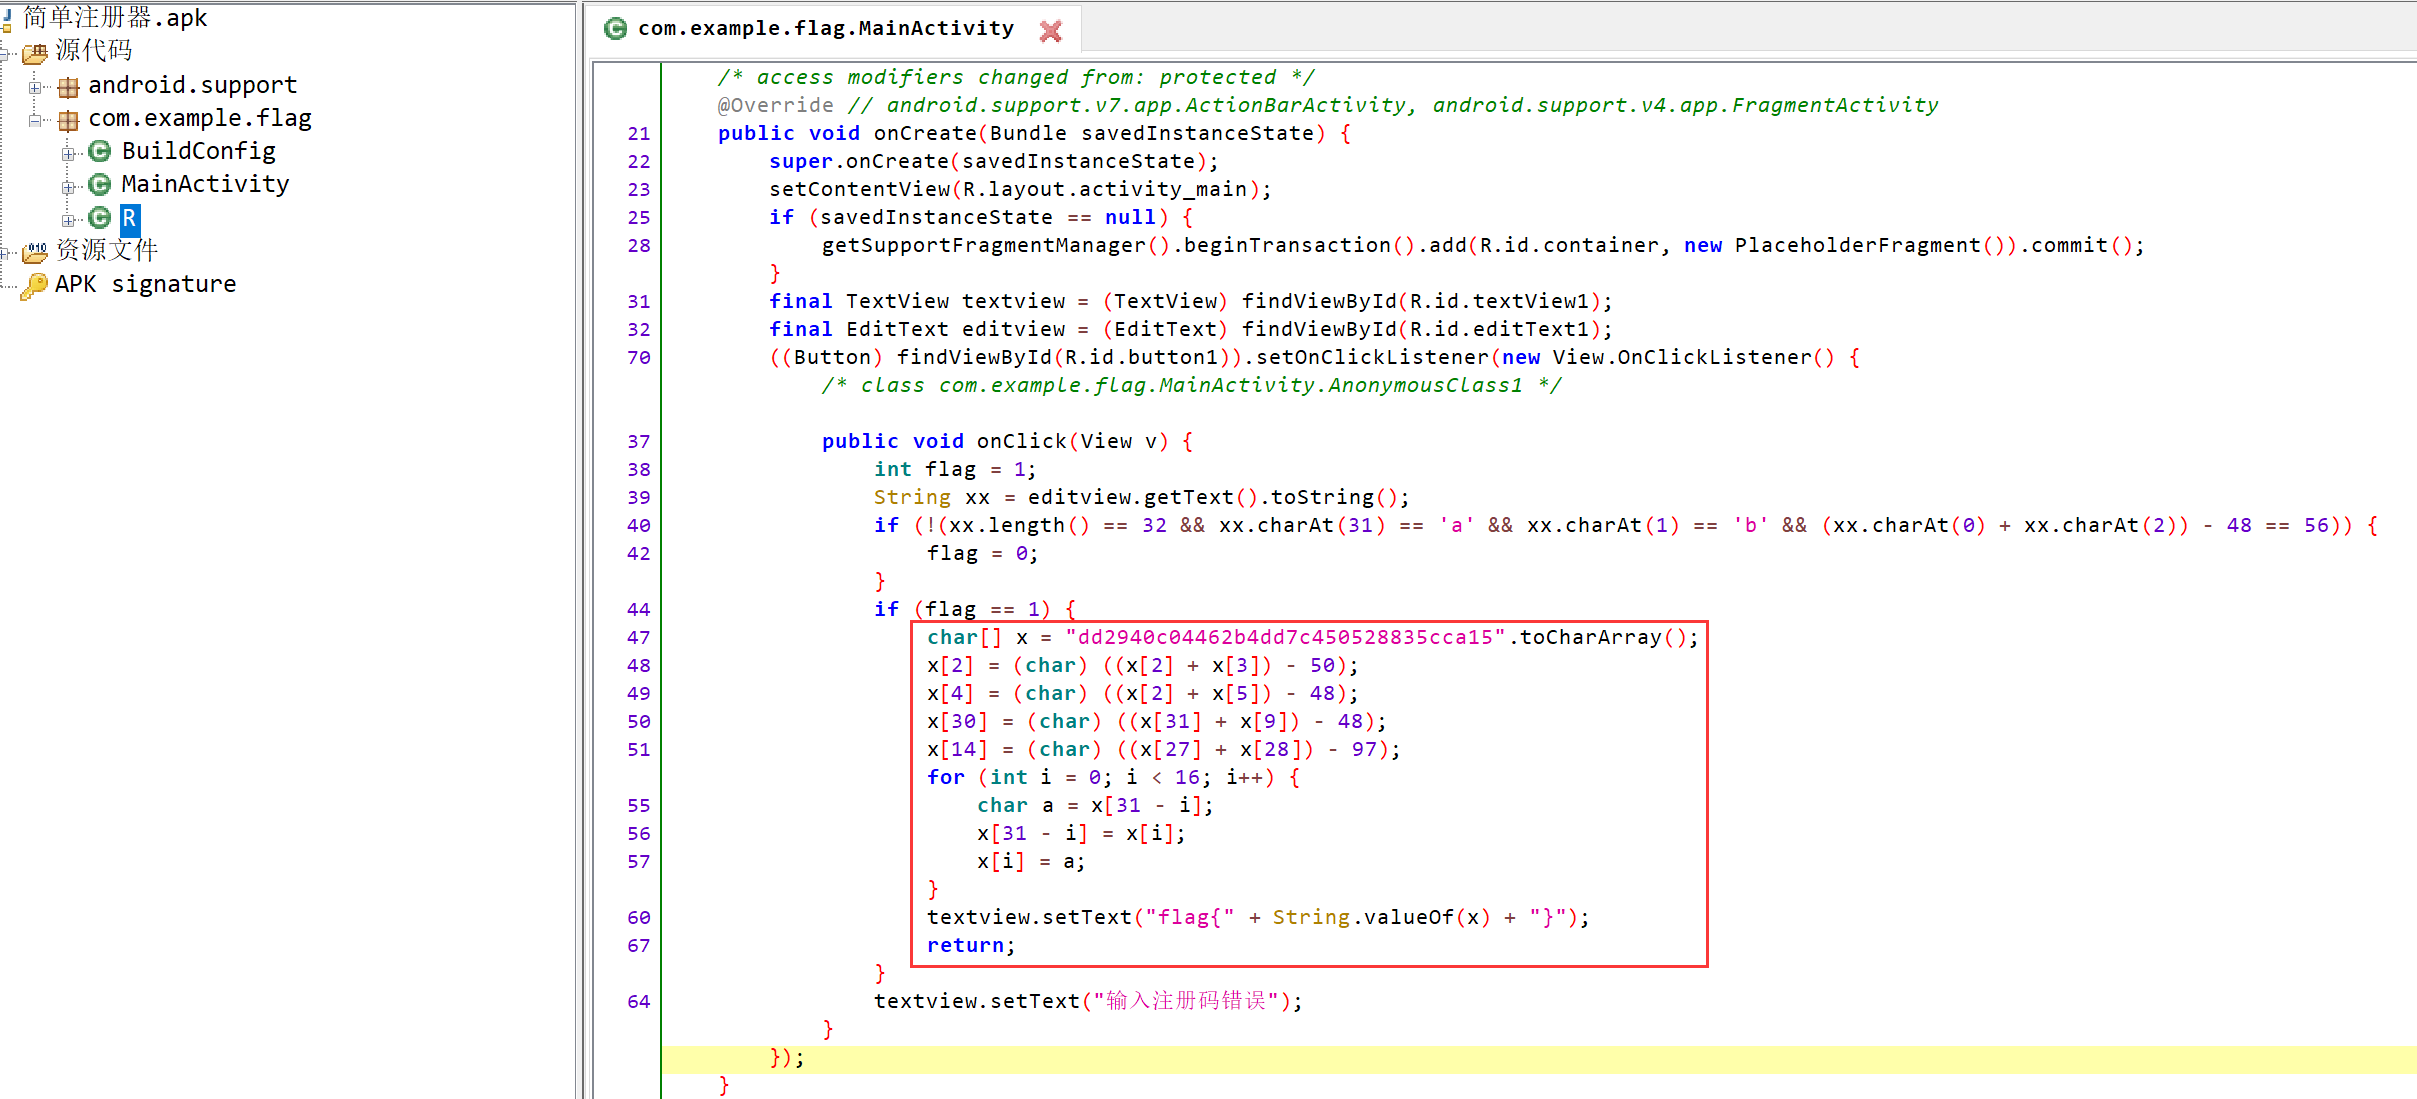 简单注册器.apk
源代码
android.support
com.example.flag
BuildConfig
MainActivity
R
资源文件
APK signature
com.example.flag.MainActivity
/* access modifiers changed from: protected */
@Override // android.support.v7.app.ActionBarActivity, android.support.v4.app.FragmentActivity
21 public void onCreate(Bundle savedInstanceState) {
22 super.onCreate(savedInstanceState);
23 setContentView(R.layout.activity_main);
25 if (savedInstanceState == null) {
28 getSupportFragmentManager().beginTransaction().add(R.id.container, new PlaceholderFragment()).commit();
}
31 final TextView textview = (TextView) findViewById(R.id.textView1);
32 final EditText editview = (EditText) findViewById(R.id.editText1);
70 ((Button) findViewById(R.id.button1)).setOnClickListener(new View.OnClickListener() {
/* class com.example.flag.MainActivity.AnonymousClass1 */
37 public void onClick(View v) {
38 int flag = 1;
39 String xx = editview.getText().toString();
40 if (!(xx.length() == 32 && xx.charAt(31) == 'a' && xx.charAt(1) == 'b' && (xx.charAt(0) + xx.charAt(2)) - 48 == 56)) {
42 flag = 0;
}
44 if (flag == 1) {
47 char[] x = "dd2940c04462b4dd7c450528835cca15".toCharArray();
48 x[2] = (char) ((x[2] + x[3]) - 50);
49 x[4] = (char) ((x[2] + x[5]) - 48);
50 x[30] = (char) ((x[31] + x[9]) - 48);
51 x[14] = (char) ((x[27] + x[28]) - 97);
for (int i = 0; i < 16; i++) {
55 char a = x[31 - i];
56 x[31 - i] = x[i];
57 x[i] = a;
}
60 textview.setText("flag{" + String.valueOf(x) + "}");
67 return;
}
64 textview.setText("输入注册码错误");
}
});
}